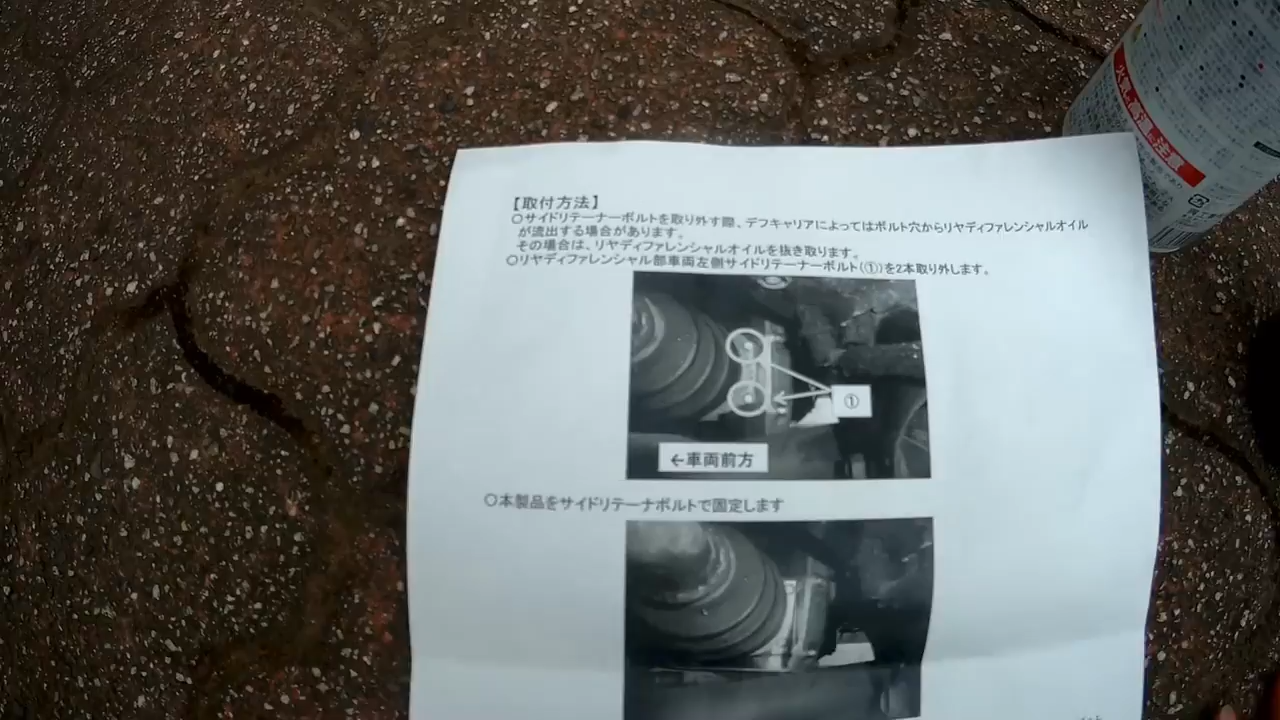 火気と高温に注意
【取付方法】
○サイドリテーナーボルトを取り外す際、デフキャリアによってはボルト穴からリヤディファレンシャルオイル
が流出する場合があります。
その場合は、リヤディファレンシャルオイルを抜き取ります。
○リヤディファレンシャル部車両左側サイドリテーナーボルト(①)を2本取り外します。
①
←車両前方
○本製品をサイドリテーナボルトで固定します